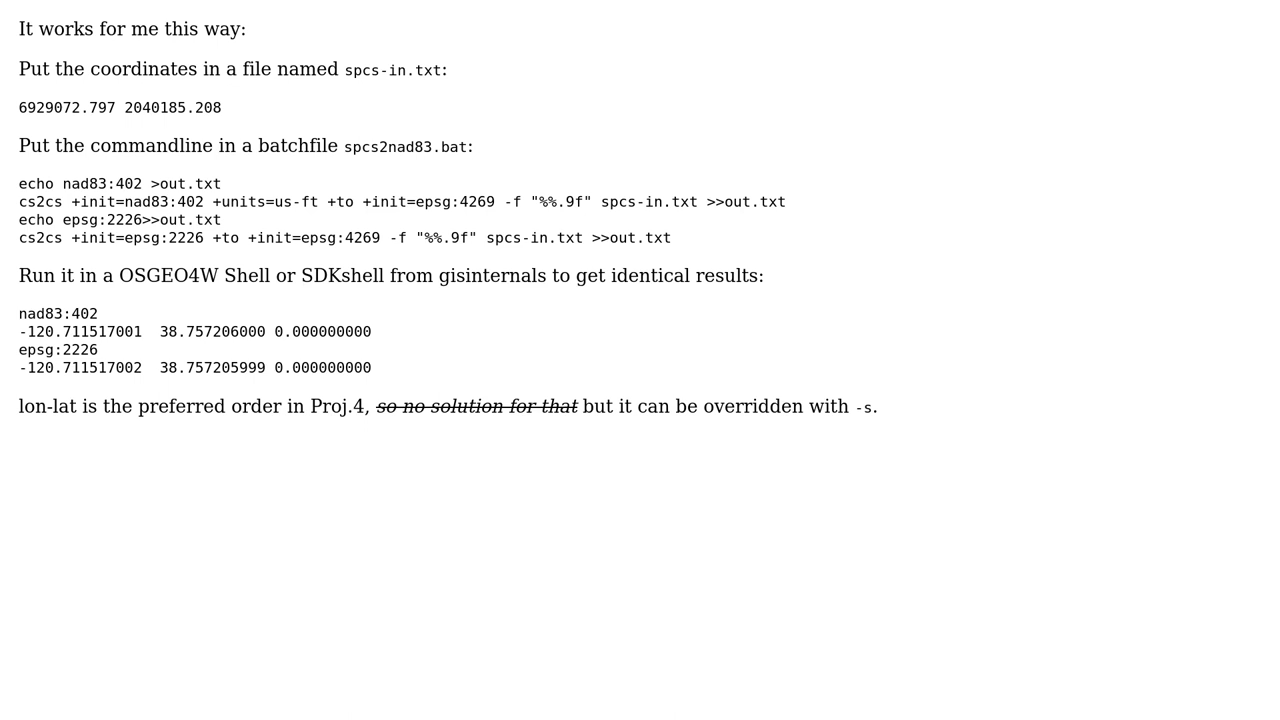 It works for me this way:
Put the coordinates in a file named spcs-in.txt:
6929072.797 2040185.208
Put the commandline in a batchfile spcs2nad83.bat:
echo nad83:402 >out.txt
cs2cs +init=nad83:402 +units=us-ft +to +init=epsg:4269 -f "%%.9f" spcs-in.txt >>out.txt
echo epsg:2226>>out.txt
cs2cs +init=epsg:2226 +to +init=epsg:4269 -f "%%.9f" spcs-in.txt >>out.txt
Run it in a OSGEO4W Shell or SDKshell from gisinternals to get identical results:
nad83:402
-120.711517001  38.757206000 0.000000000
epsg:2226
-120.711517002  38.757205999 0.000000000
lon-lat is the preferred order in Proj.4, so no solution for that but it can be overridden with -s.